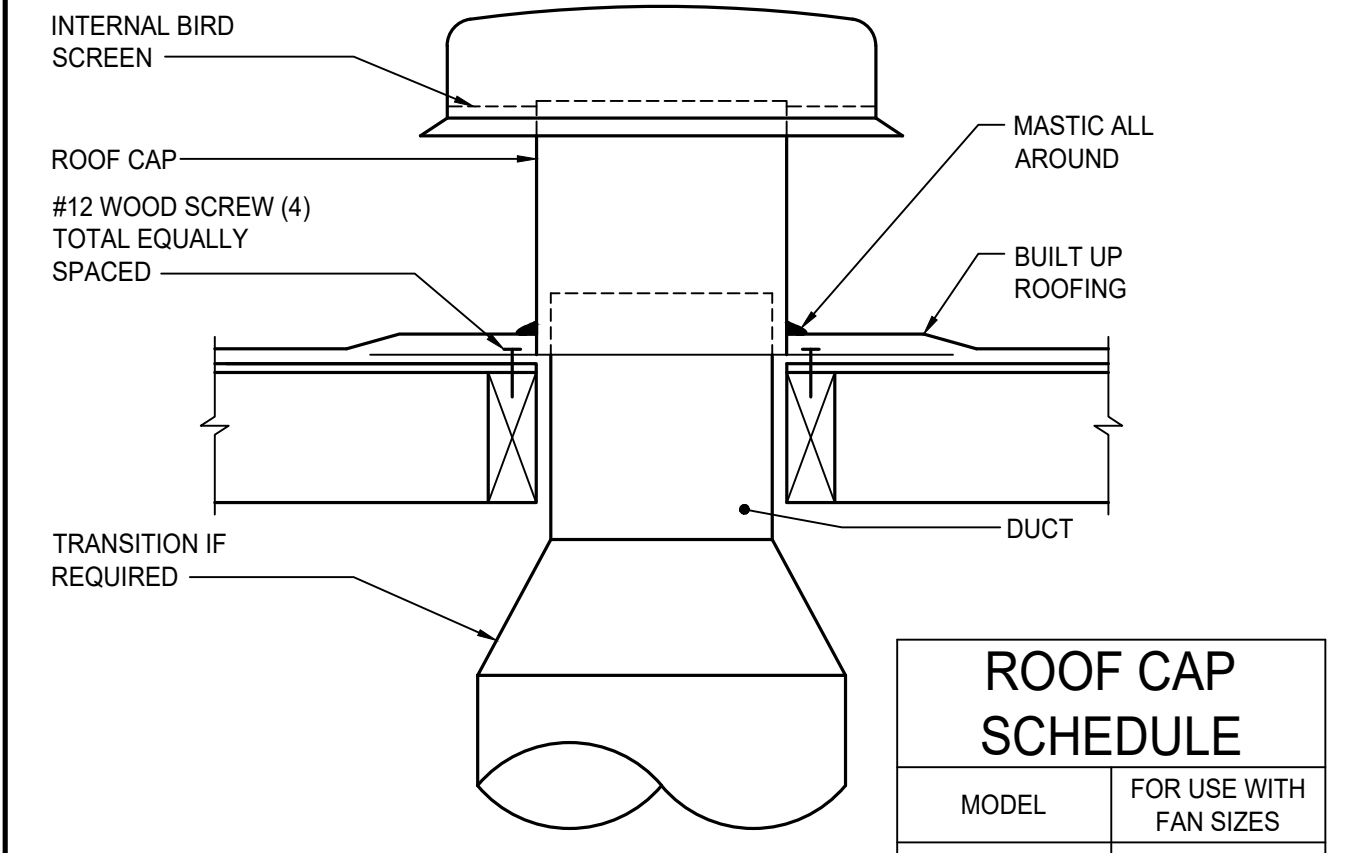 INTERNAL BIRD
SCREEN
ROOF CAP
#12 WOOD SCREW (4)
TOTAL EQUALLY
SPACED
MASTIC ALL
AROUND
BUILT UP
ROOFING
TRANSITION IF
REQUIRED
DUCT
ROOF CAP
SCHEDULE
MODEL
FOR USE WITH
FAN SIZES